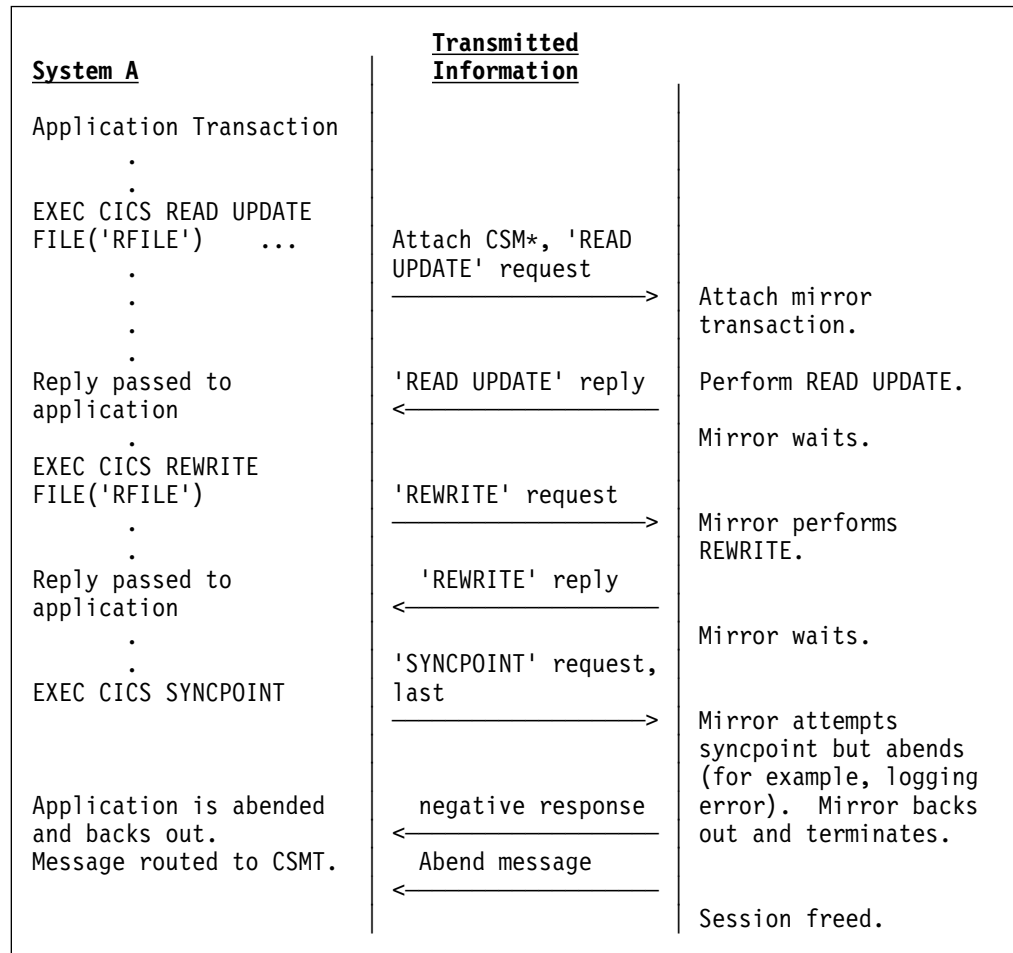 Transmitted
System A Information
Application Transaction
.
.
EXEC CICS READ UPDATE
FILE('RFILE') ... Attach CSM*, 'READ
. UPDATE' request
. Attach mirror
. transaction.
.
Reply passed to 'READ UPDATE' reply Perform READ UPDATE.
application
. Mirror waits.
EXEC CICS REWRITE
FILE('RFILE') 'REWRITE' request
. Mirror performs
. REWRITE.
Reply passed to 'REWRITE' reply
application
. Mirror waits.
. 'SYNCPOINT' request,
EXEC CICS SYNCPOINT last
Mirror attempts
syncpoint but abends
(for example, logging
Application is abended negative response error). Mirror backs
and backs out. out and terminates.
Message routed to CSMT. Abend message
Session freed.